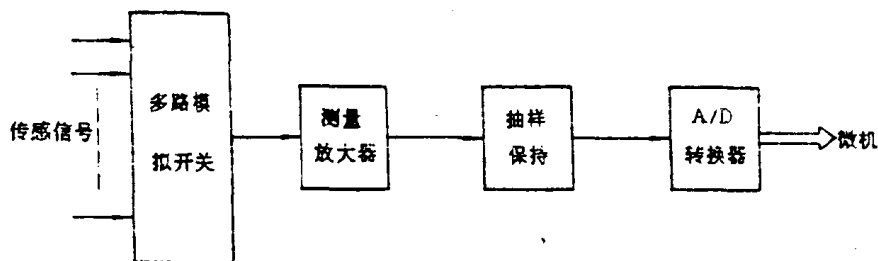 传感信号
多路模
拟开关
测量
放大器
抽样
保持
A/D
转换器
微机